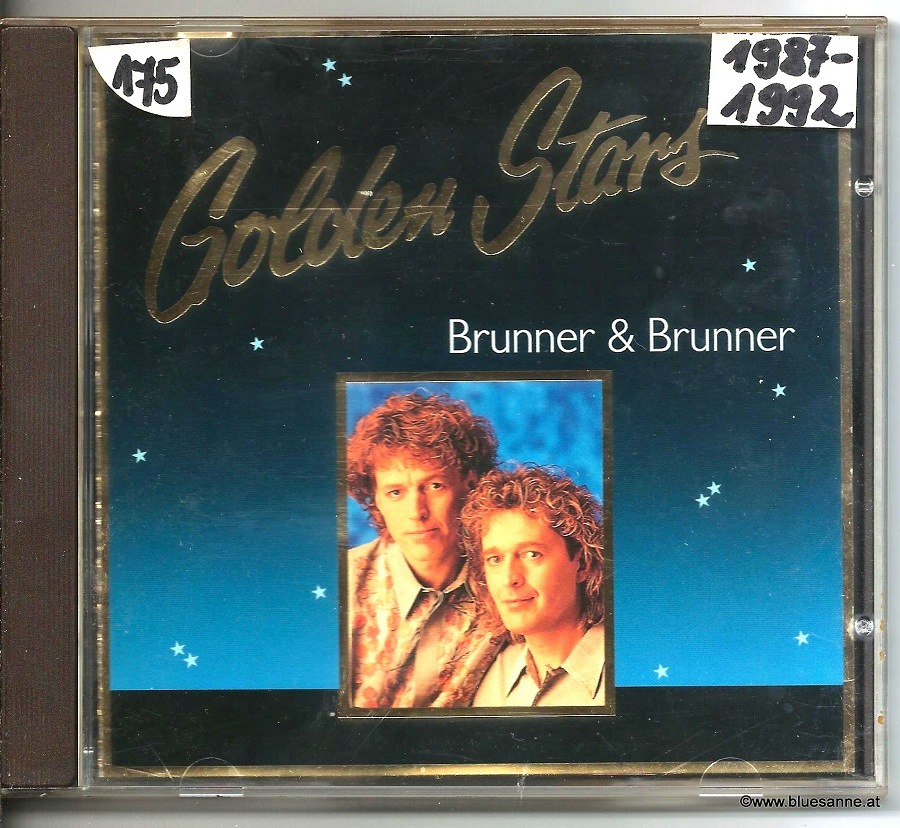 175
1987-
1992
Golden Stars
Brunner & Brunner
©www.bluesanne.at